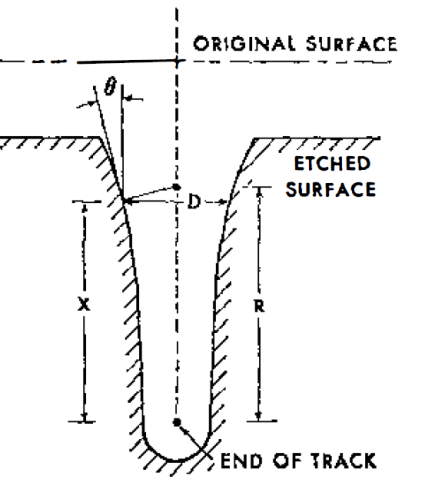 ORIGINAL SURFACE
θ
ETCHED
SURFACE
D
X
R
END OF TRACK